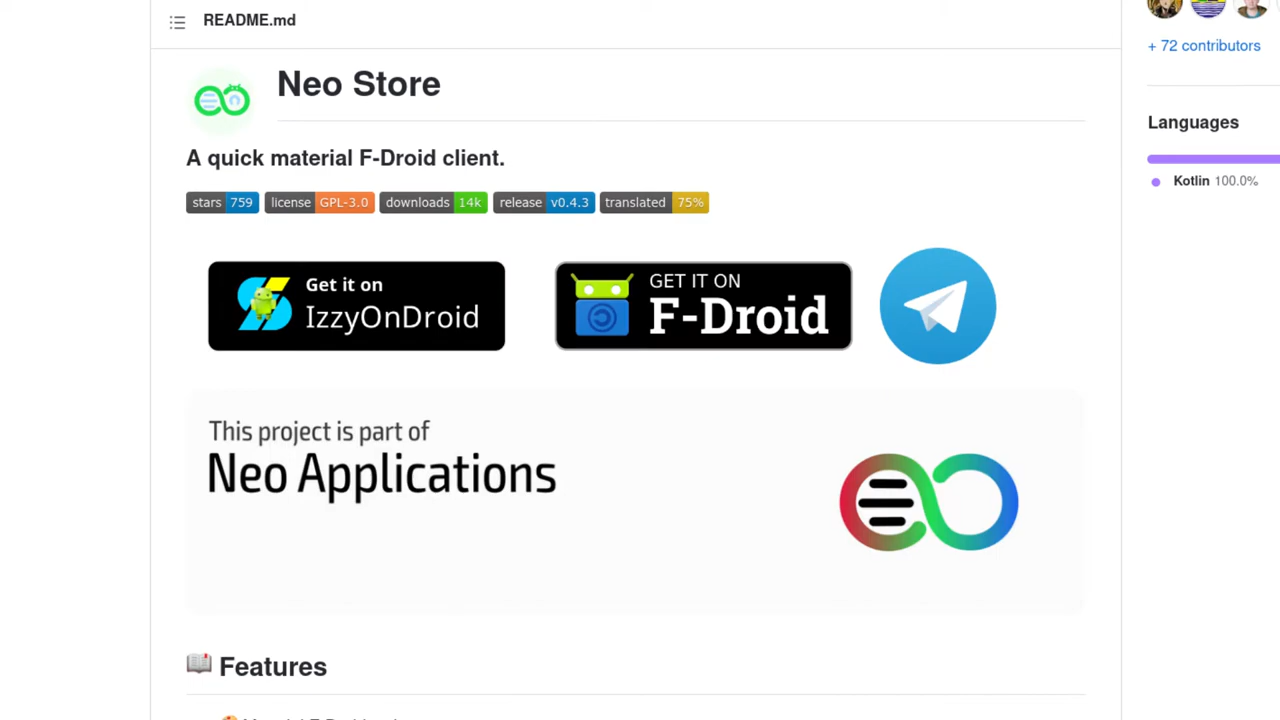 README.md
+ 72 contributors
Neo Store
Languages
Kotlin 100.0%
A quick material F-Droid client.
stars 759 license GPL-3.0 downloads 14k release v0.4.3 translated 75%
Get it on
IzzyOnDroid
GET IT ON
F-Droid
This project is part of
Neo Applications
Features